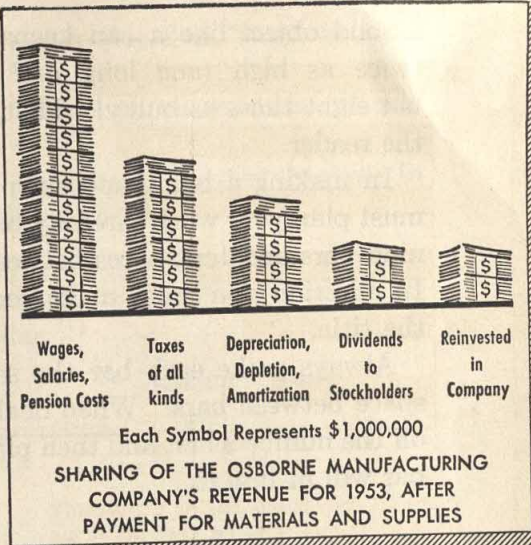 Wages,
Salaries,
Pension Costs
Taxes
of all
kinds
Depreciation,
Depletion,
Amortization
Dividends
to
Stockholders
Reinvested
in
Company
Each Symbol Represents $1,000,000
SHARING OF THE OSBORNE MANUFACTURING
COMPANY'S REVENUE FOR 1953, AFTER
PAYMENT FOR MATERIALS AND SUPPLIES